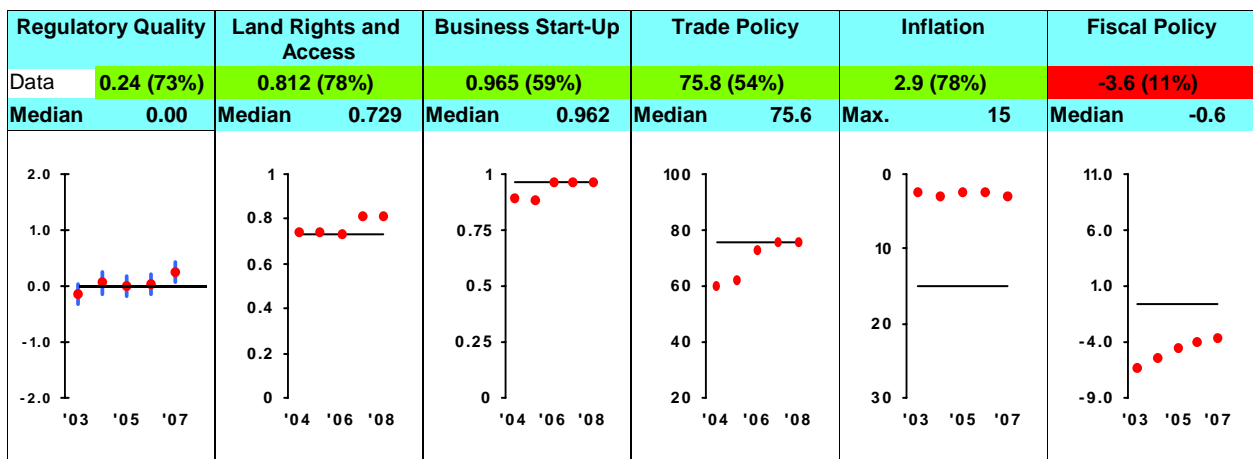 Regulatory Quality
Data 0.24 (73%)
Median 0.00
2.0
1.0
0.0
-1.0
-2.0
'03 '05 '07
Land Rights and
Access
0.812 (78%)
Median 0.729
1
0.8
0.6
0.4
0.2
0
'04 '06 '08
Business Start-Up
0.965 (59%)
Median 0.962
1
0.75
0.5
0.25
0
'04 '06 '08
Trade Policy
75.8 (54%)
Median 75.6
100
80
60
40
20
'04 '06 '08
Inflation
2.9 (78%)
Max. 15
0
10
20
30
'03 '05 '07
Fiscal Policy
-3.6 (11%)
Median -0.6
11.0
6.0
1.0
-4.0
-9.0
'03 '05 '07